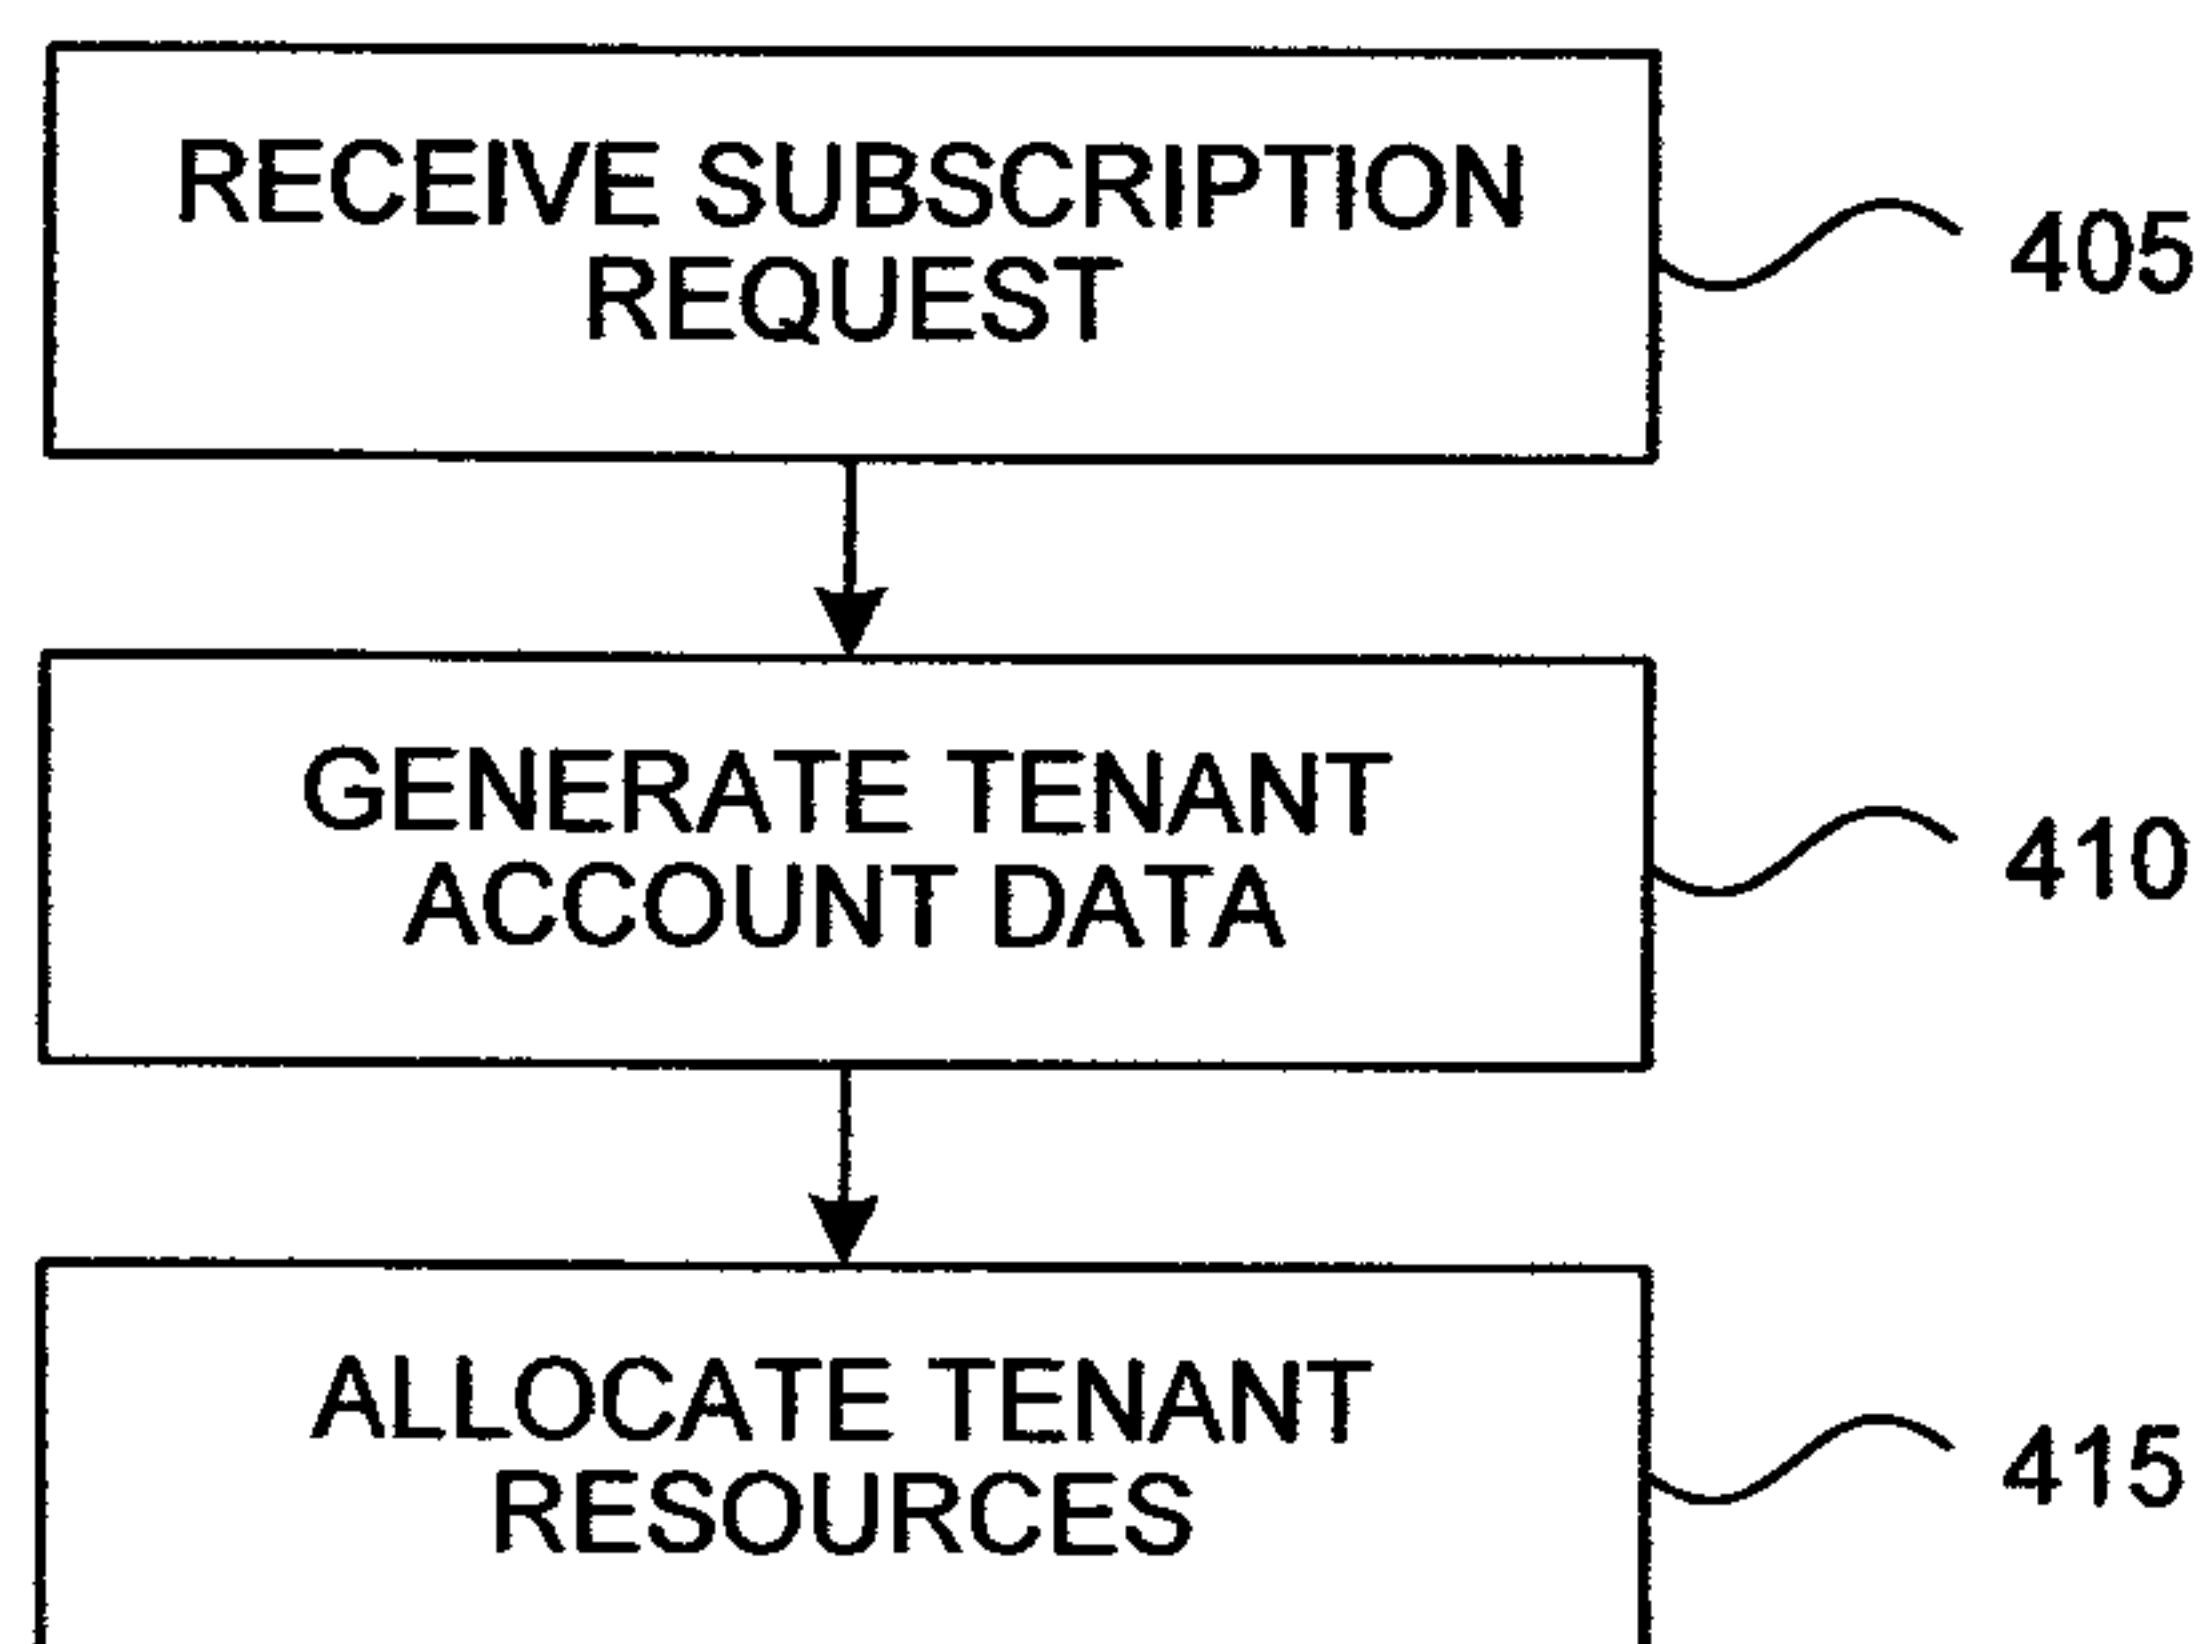 RECEIVE SUBSCRIPTION
REQUEST
405
GENERATE TENANT
ACCOUNT DATA
410
ALLOCATE TENANT
RESOURCES
415